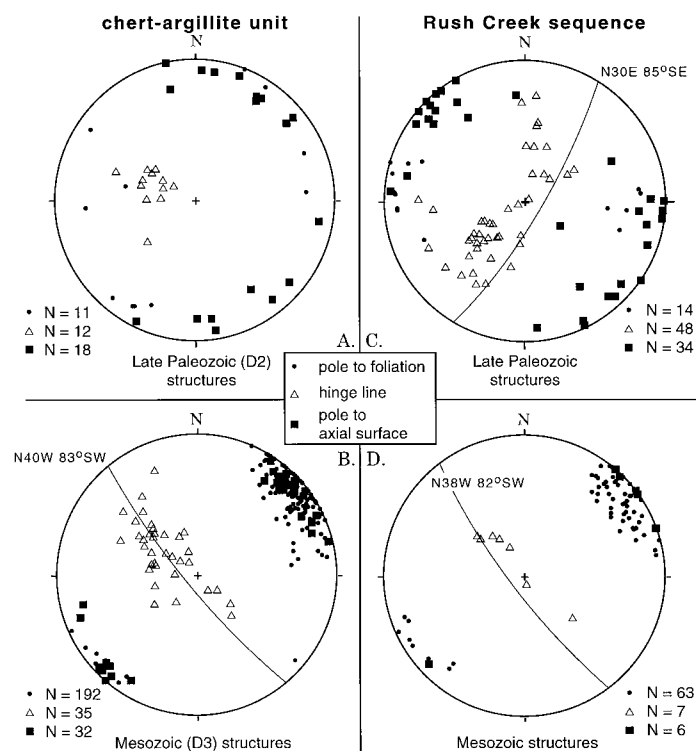 chert-argillite unit
Rush Creek sequence
N
N = 11
N = 12
N = 18
A.
Late Paleozoic (D2)
structures
N
N30E 85°SE
N = 14
N = 48
N = 34
C.
Late Paleozoic
structures
pole to foliation
hinge line
pole to
axial surface
N
N40W 83°SW
B.
N = 192
N = 35
N = 32
Mesozoic (D3) structures
N
D.
N38W 82°SW
N = 63
N = 7
N = 6
Mesozoic structures